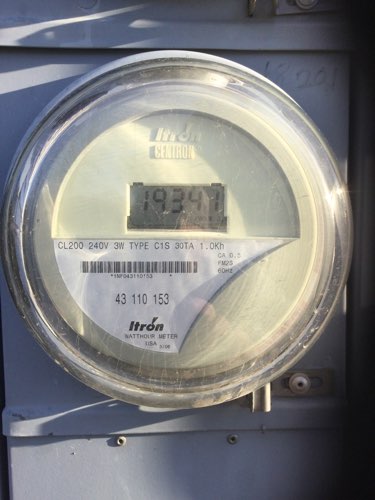 Itron
CENTRON
19347
CL200 240V 3W TYPE C1S 30TA 1.0Kh
CA 0.5
FM2S
60HZ
43 110 153
Itron
WATTHOUR METER
USA